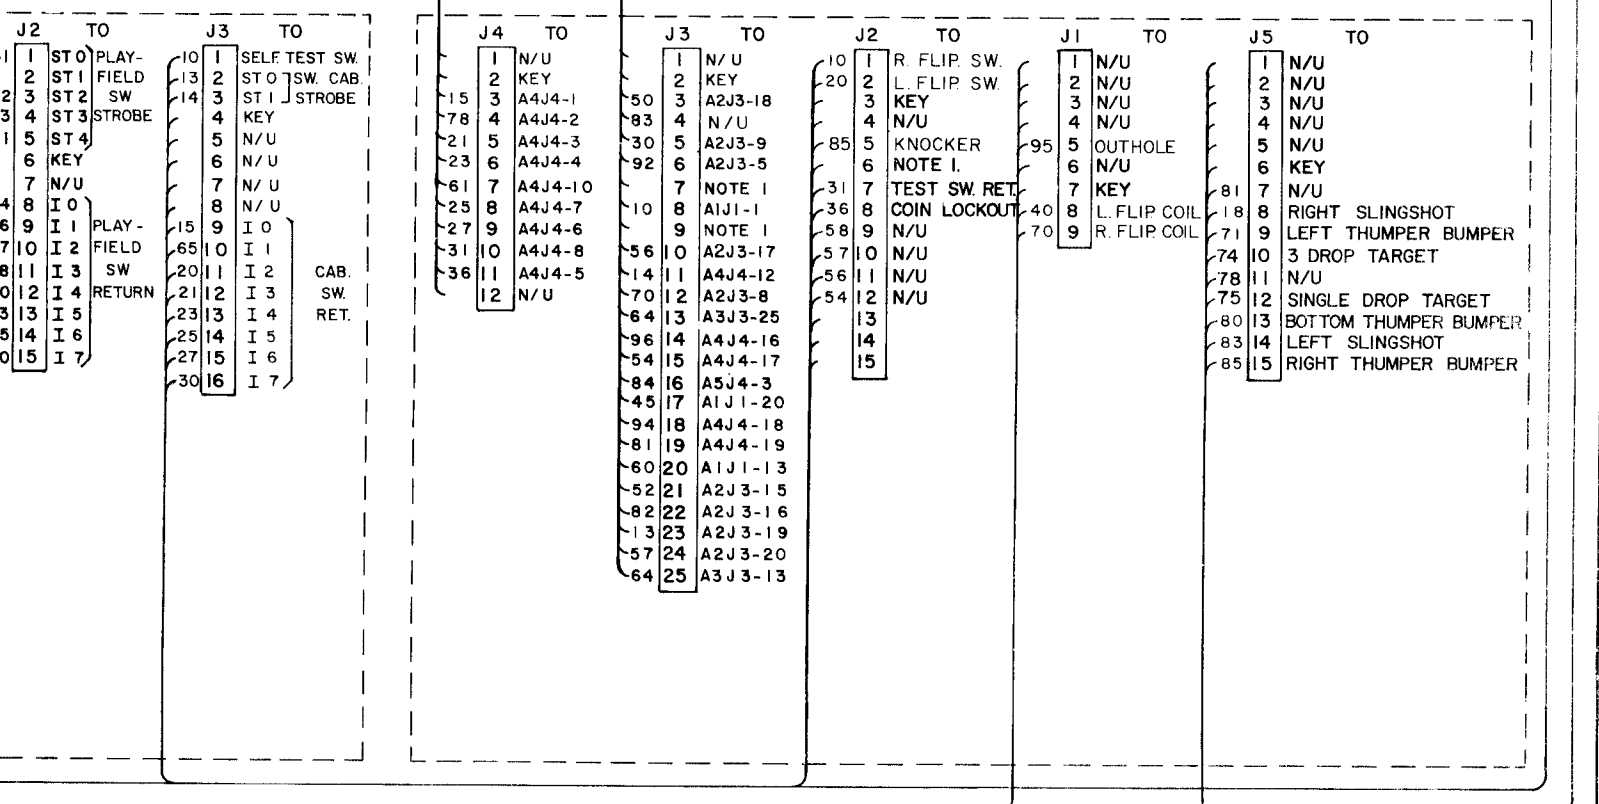 J2 TO
1 1 ST 0 PLAY-
2 ST 1 FIELD
2 3 ST 2 SW
3 4 ST 3 STROBE
1 5 ST 4
6 KEY
7 N/U
4 8 I 0
6 9 I 1 PLAY-
7 10 I 2 FIELD
8 11 I 3 SW
0 12 I 4 RETURN
3 13 I 5
5 14 I 6
0 15 I 7
J3 TO
10 1 SELF TEST SW.
13 2 ST 0 SW. CAB.
14 3 ST 1 STROBE
4 KEY
5 N/U
6 N/U
7 N/U
8 N/U
15 9 I 0
65 10 I 1
20 11 I 2 CAB.
21 12 I 3 SW.
23 13 I 4 RET.
25 14 I 5
27 15 I 6
30 16 I 7
J4 TO
1 N/U
2 KEY
15 3 A4J4-1
78 4 A4J4-2
21 5 A4J4-3
23 6 A4J4-4
61 7 A4J4-10
25 8 A4J4-7
27 9 A4J4-6
31 10 A4J4-8
36 11 A4J4-5
12 N/U
J3 TO
1 N/U
2 KEY
50 3 A2J3-18
83 4 N/U
30 5 A2J3-9
92 6 A2J3-5
7 NOTE 1
10 8 A1J1-1
9 NOTE 1
56 10 A2J3-17
14 11 A4J4-12
70 12 A2J3-8
64 13 A3J3-25
96 14 A4J4-16
54 15 A4J4-17
84 16 A5J4-3
45 17 A1J1-20
94 18 A4J4-18
81 19 A4J4-19
60 20 A1J1-13
52 21 A2J3-15
82 22 A2J3-16
13 23 A2J3-19
57 24 A2J3-20
64 25 A3J3-13
J2 TO
10 1 R. FLIP. SW.
20 2 L. FLIP. SW.
3 KEY
4 N/U
85 5 KNOCKER
6 NOTE 1.
31 7 TEST SW. RET.
36 8 COIN LOCKOUT
58 9 N/U
57 10 N/U
56 11 N/U
54 12 N/U
13
14
15
J1 TO
1 N/U
2 N/U
3 N/U
4 N/U
95 5 OUTHOLE
6 N/U
7 KEY
40 8 L. FLIP. COIL
70 9 R. FLIP. COIL
J5 TO
1 N/U
2 N/U
3 N/U
4 N/U
5 N/U
6 KEY
81 7 N/U
18 8 RIGHT SLINGSHOT
71 9 LEFT THUMPER BUMPER
74 10 3 DROP TARGET
78 11 N/U
75 12 SINGLE DROP TARGET
80 13 BOTTOM THUMPER BUMPER
83 14 LEFT SLINGSHOT
85 15 RIGHT THUMPER BUMPER